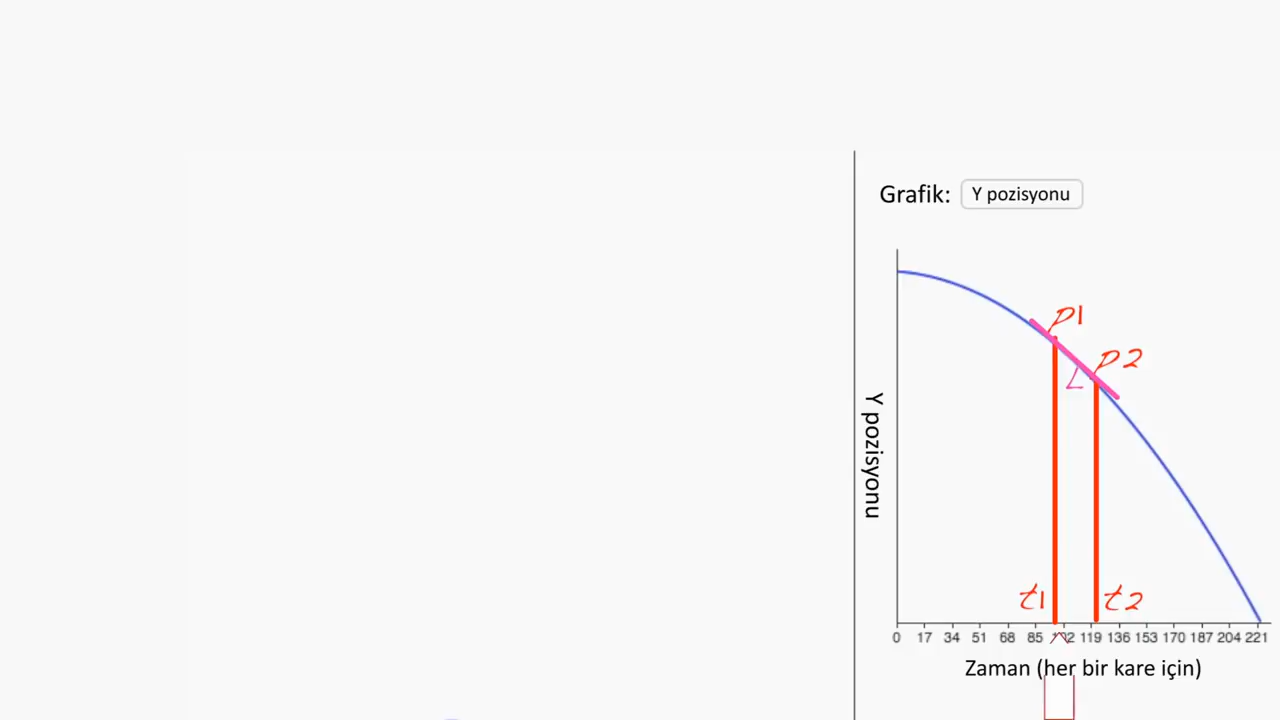 Grafik: Y pozisyonu
p1
p2
L
Y pozisyonu
t1 t2
0 17 34 51 68 85 102 119 136 153 170 187 204 221
Zaman (her bir kare için)